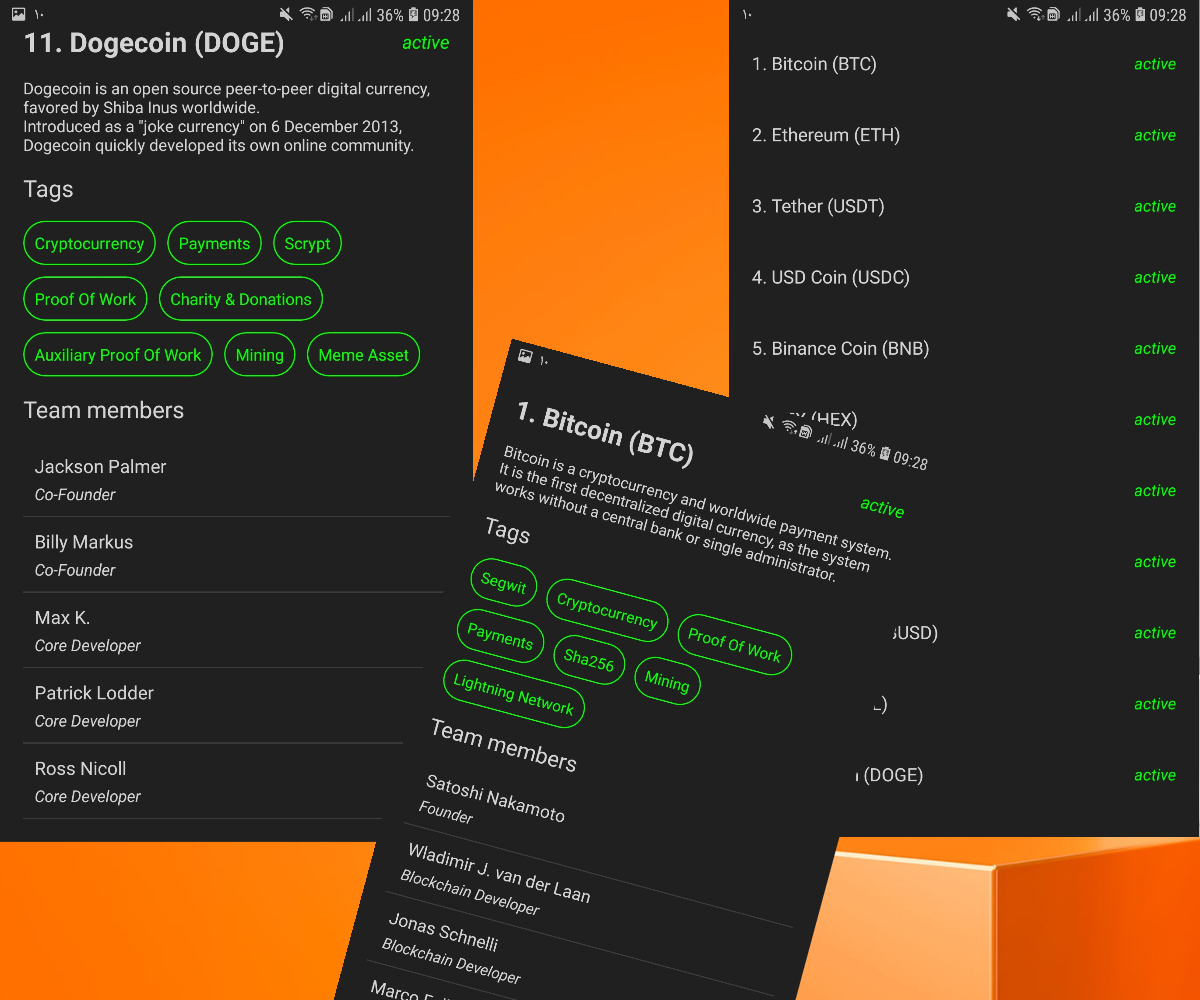 ١٠
36% 09:28
11. Dogecoin (DOGE)
active
Dogecoin is an open source peer-to-peer digital currency,
favored by Shiba Inus worldwide.
Introduced as a "joke currency" on 6 December 2013,
Dogecoin quickly developed its own online community.
Tags
Cryptocurrency Payments Scrypt
Proof Of Work Charity & Donations
Auxiliary Proof Of Work Mining Meme Asset
Team members
Jackson Palmer
Co-Founder
Billy Markus
Co-Founder
Max K.
Core Developer
Patrick Lodder
Core Developer
Ross Nicoll
Core Developer
١٠
36% 09:28
1. Bitcoin (BTC)
active
Bitcoin is a cryptocurrency and worldwide payment system.
It is the first decentralized digital currency, as the system
works without a central bank or single administrator.
Tags
Segwit Cryptocurrency Proof Of Work
Payments Sha256 Mining
Lightning Network
Team members
Satoshi Nakamoto
Founder
Wladimir J. van der Laan
Blockchain Developer
Jonas Schnelli
Blockchain Developer
Marco
١٠
36% 09:28
1. Bitcoin (BTC) active
2. Ethereum (ETH) active
3. Tether (USDT) active
4. USD Coin (USDC) active
5. Binance Coin (BNB) active
(HEX) active
active
active
USD) active
) active
(DOGE) active